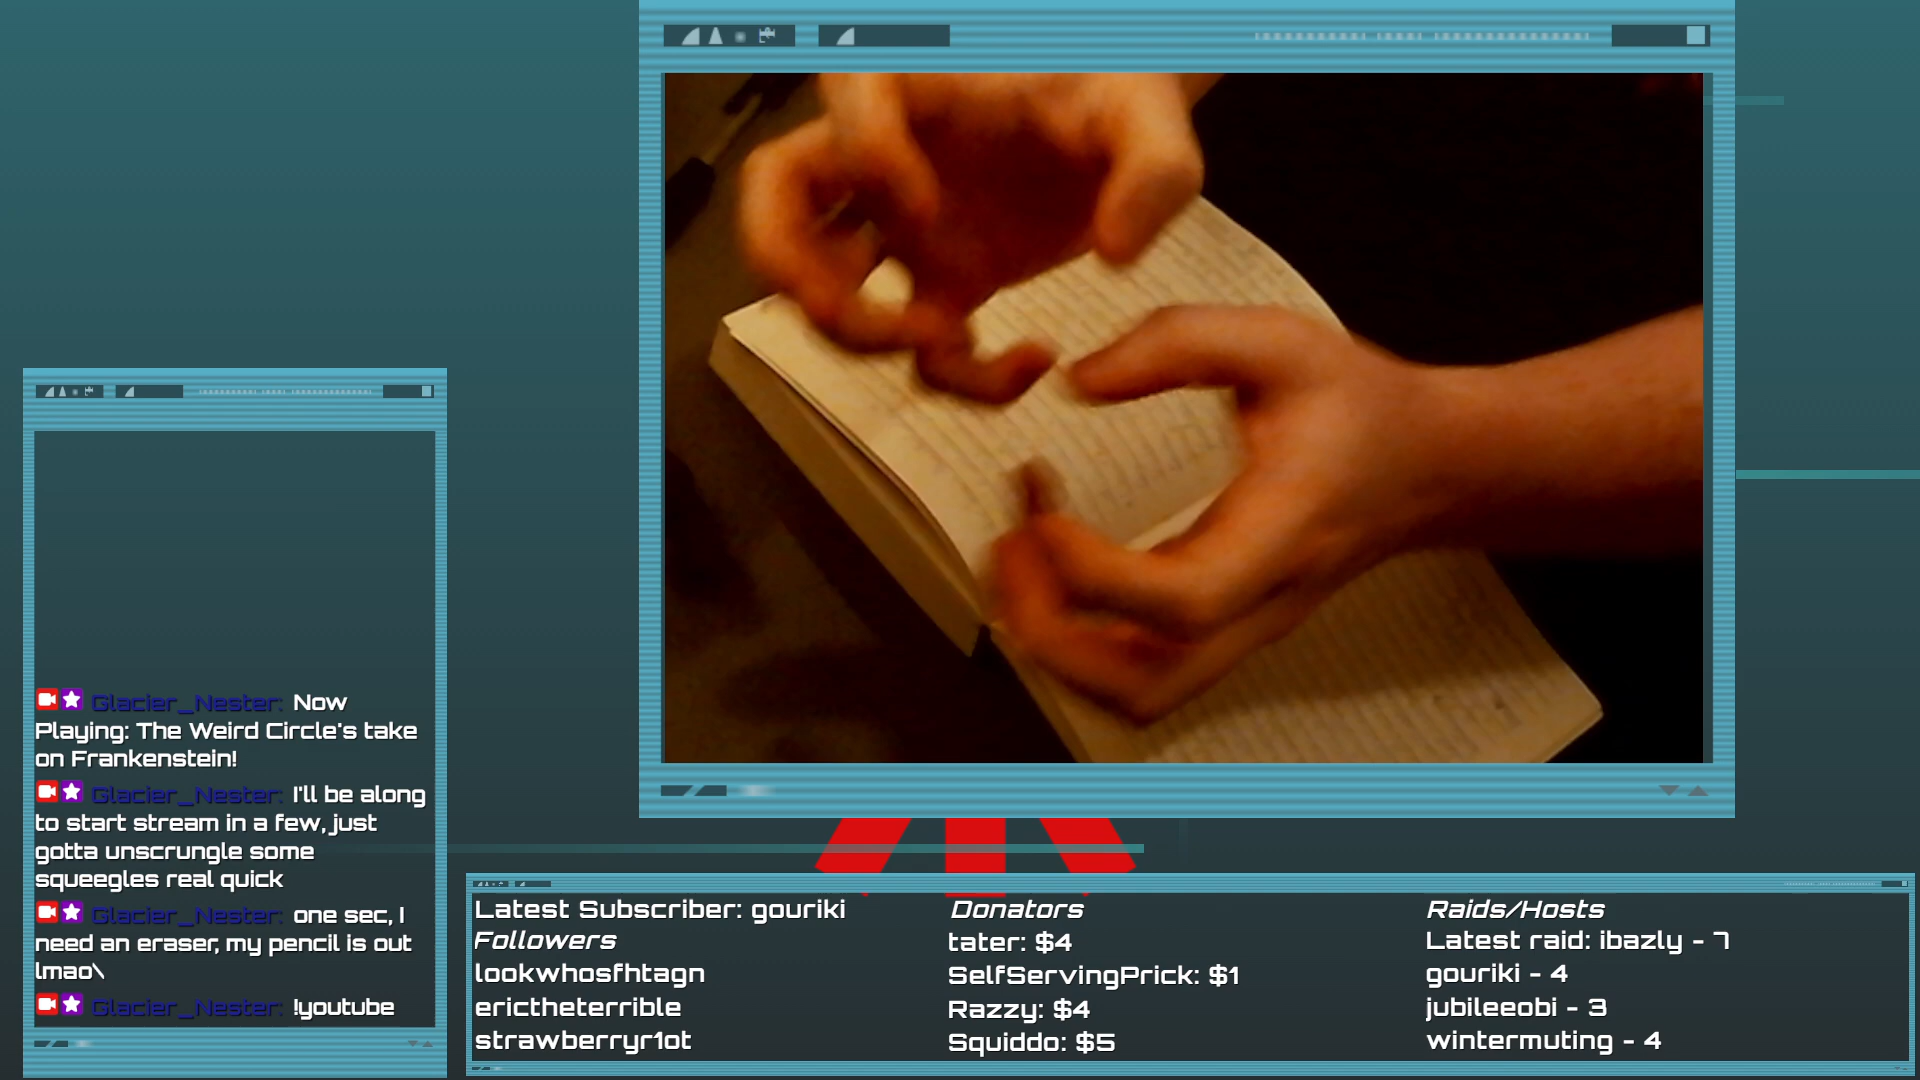 Glacier_Nester: Now
Playing: The Weird Circle's take
on Frankenstein!
Glacier_Nester: I'll be along
to start stream in a few, just
gotta unscrungle some
squeegles real quick
Glacier_Nester: one sec, I
need an eraser, my pencil is out
lmao\
Glacier_Nester: !youtube
Latest Subscriber: gouriki
Followers
lookwhosfhtagn
erictheterrible
strawberryr1ot
Donators
tater: $4
SelfServingPrick: $1
Razzy: $4
Squiddo: $5
Raids/Hosts
Latest raid: ibazly - 7
gouriki - 4
jubileeobi - 3
wintermuting - 4